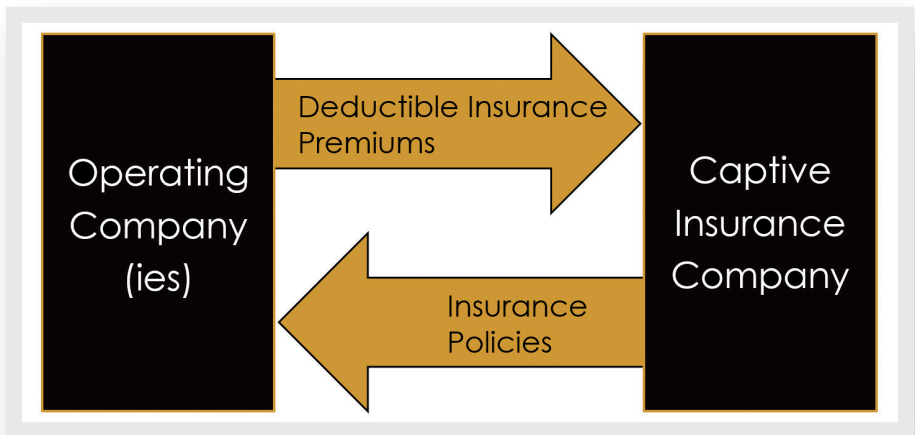 Operating
Company
(ies)
Deductible Insurance
Premiums
Insurance
Policies
Captive
Insurance
Company